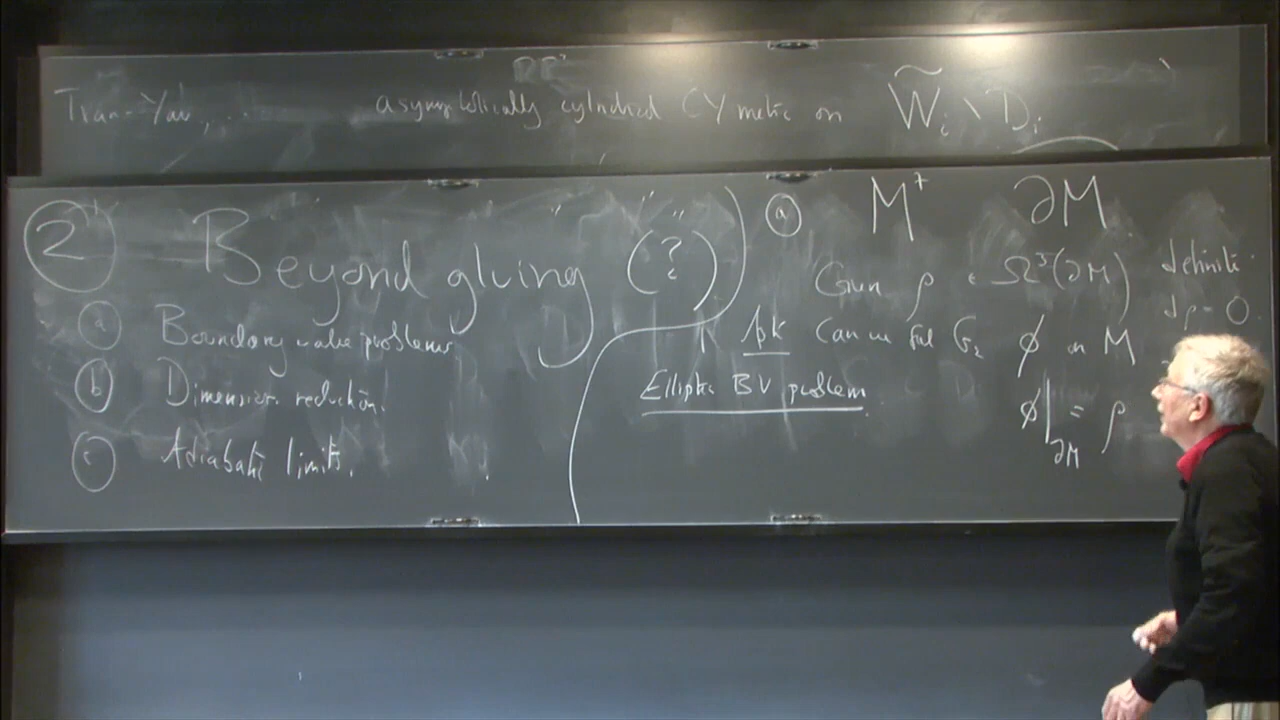 Tian-Yau, ... asymptotically cylindrical CY metric on W̃ᵢ \ Dᵢ
② Beyond gluing (?)
ⓐ Boundary value problems
ⓑ Dimension reduction.
ⓒ Adiabatic limits.
ⓐ M⁷ ∂M
Given ρ ∈ Ω³(∂M) definite
dρ = 0.
Can we find G₂ ϕ on M
Elliptic BV problem
ϕ|∂M = ρ